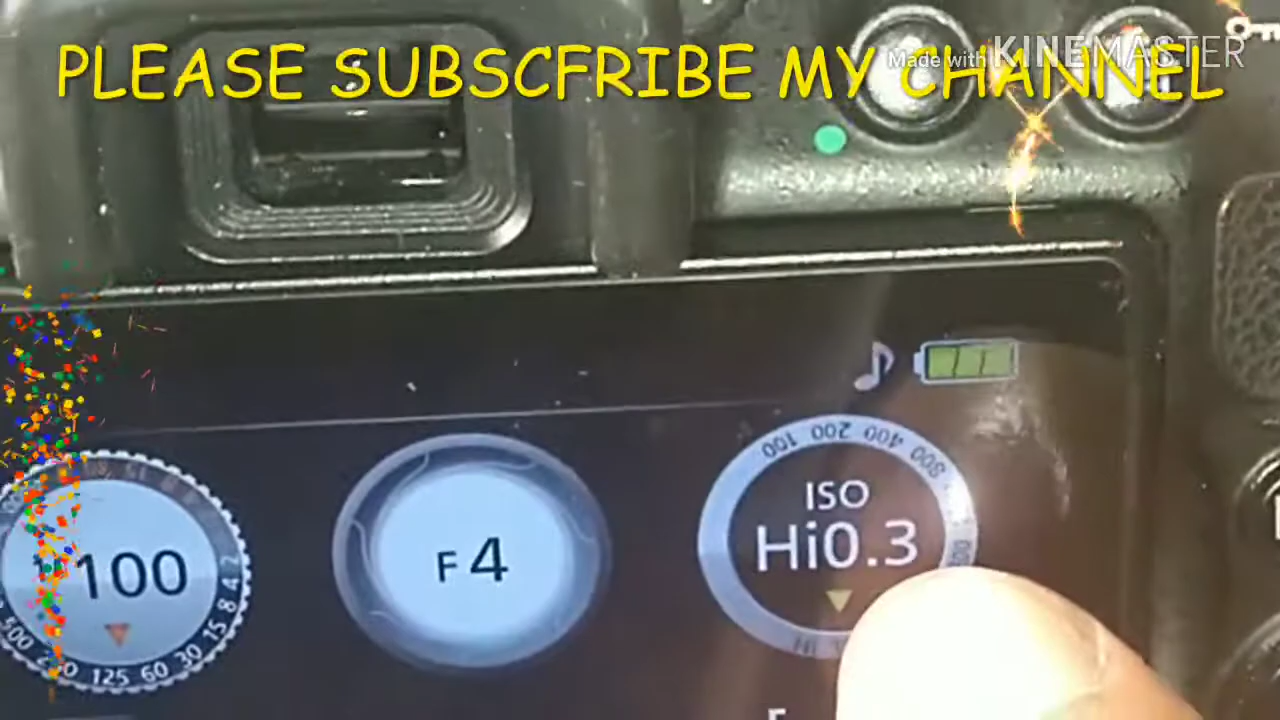 PLEASE SUBSCFRIBE MY CHANNEL
Made with KINEMASTER
100 200 400 800
ISO
Hi0.3
F4
100
2 4 8 15 30 60 125 500